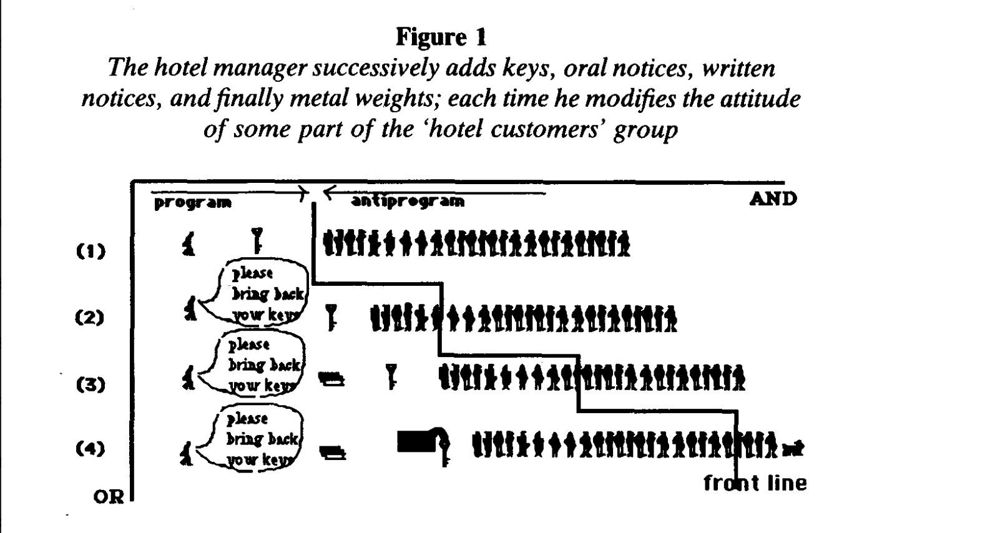 Figure 1
The hotel manager successively adds keys, oral notices, written
notices, and finally metal weights; each time he modifies the attitude
of some part of the 'hotel customers' group
program
antiprogram
AND
(1)
please
bring back
your keys
(2)
please
bring back
your keys
(3)
please
bring back
your keys
(4)
front line
OR